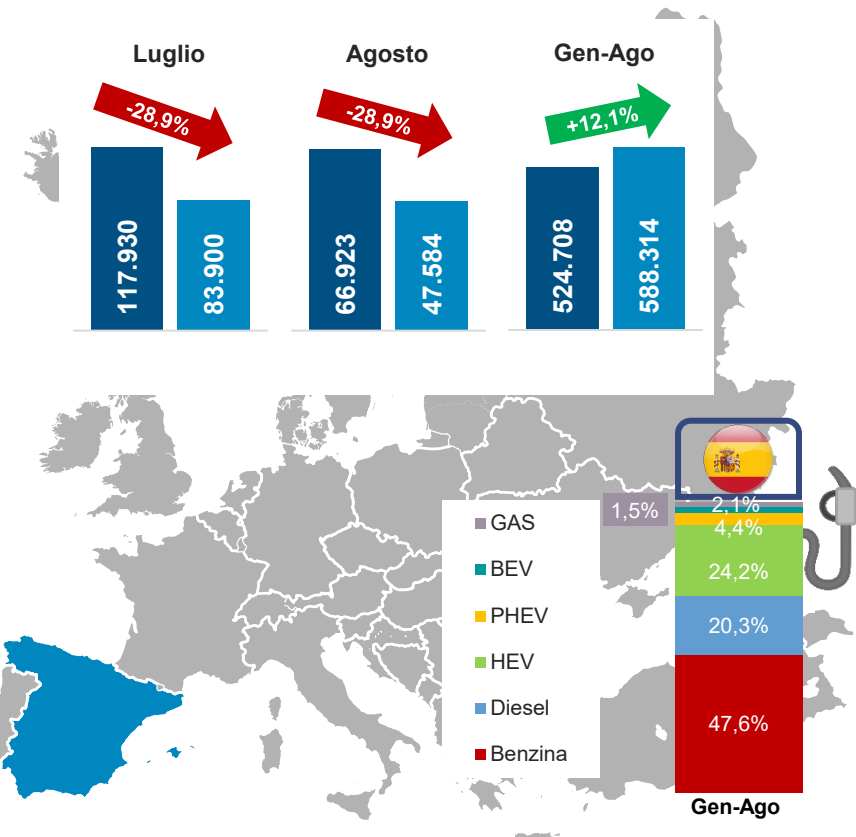 Luglio
Agosto
Gen-Ago
-28,9%
-28,9%
+12,1%
117.930
83.900
66.923
47.584
524.708
588.314
GAS
BEV
PHEV
HEV
Diesel
Benzina
1,5%
2,1%
4,4%
24,2%
20,3%
47,6%
Gen-Ago